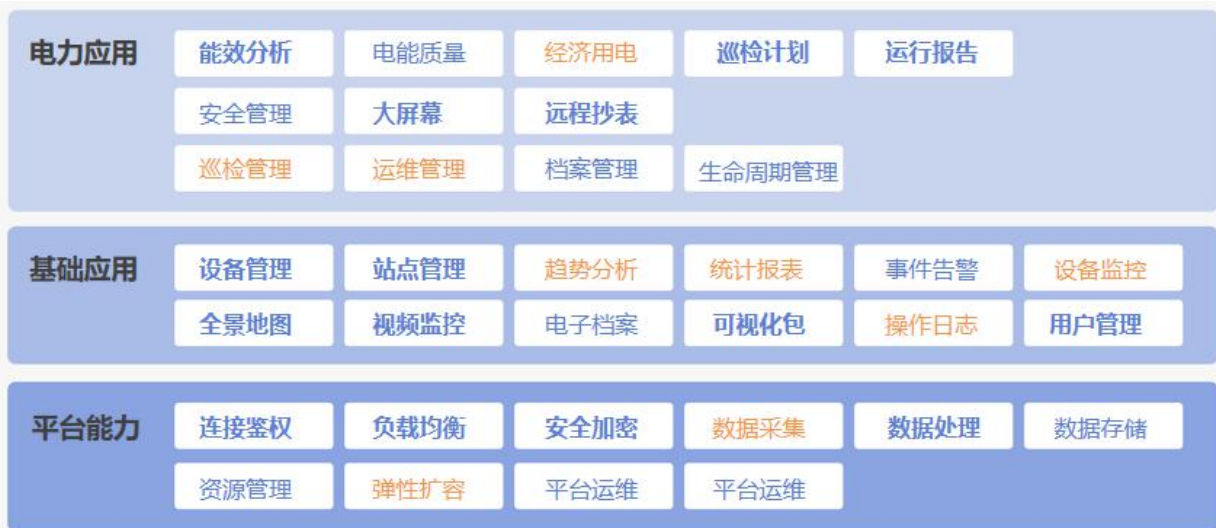 电力应用 能效分析 电能质量 经济用电 巡检计划 运行报告
安全管理 大屏幕 远程抄表
巡检管理 运维管理 档案管理 生命周期管理
基础应用 设备管理 站点管理 趋势分析 统计报表 事件告警 设备监控
全景地图 视频监控 电子档案 可视化包 操作日志 用户管理
平台能力 连接鉴权 负载均衡 安全加密 数据采集 数据处理 数据存储
资源管理 弹性扩容 平台运维 平台运维